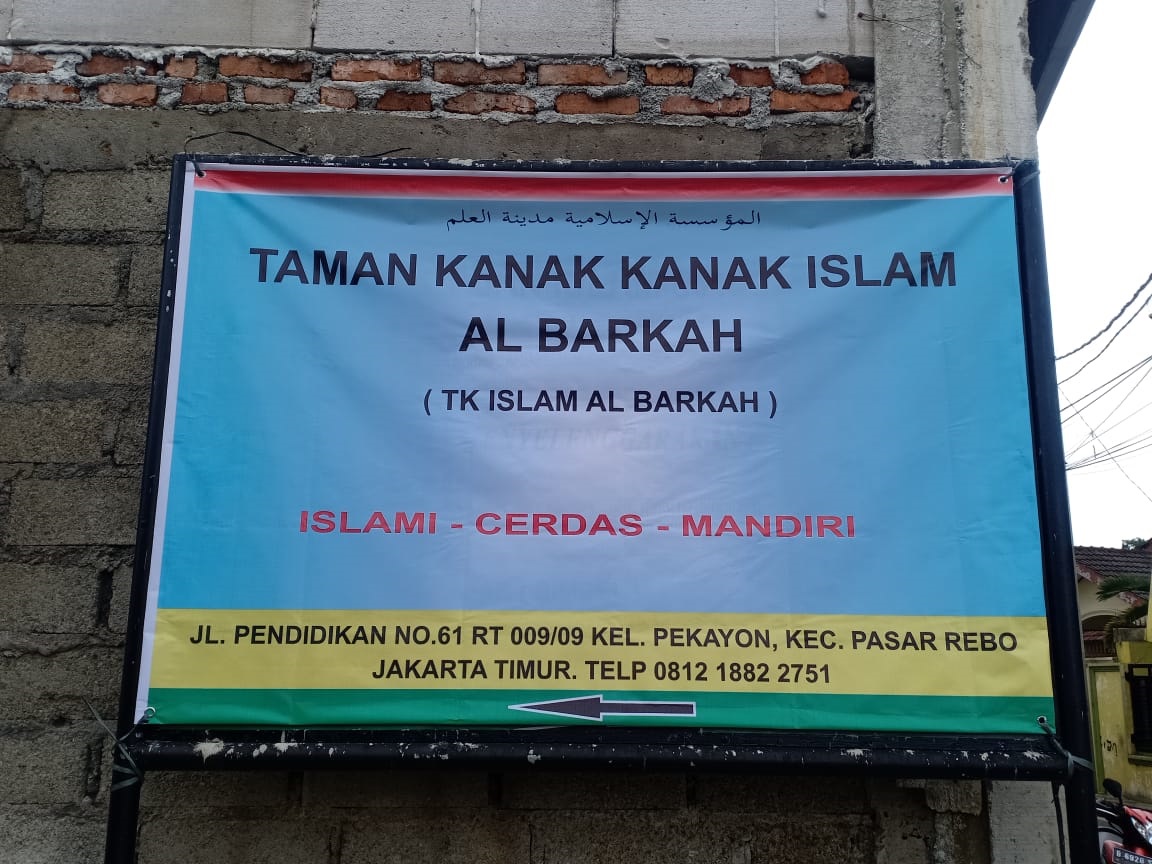 المؤسسة الإسلامية مدينة العلم
TAMAN KANAK KANAK ISLAM
AL BARKAH
( TK ISLAM AL BARKAH )
ISLAMI - CERDAS - MANDIRI
JL. PENDIDIKAN NO.61 RT 009/09 KEL. PEKAYON, KEC. PASAR REBO
JAKARTA TIMUR. TELP 0812 1882 2751